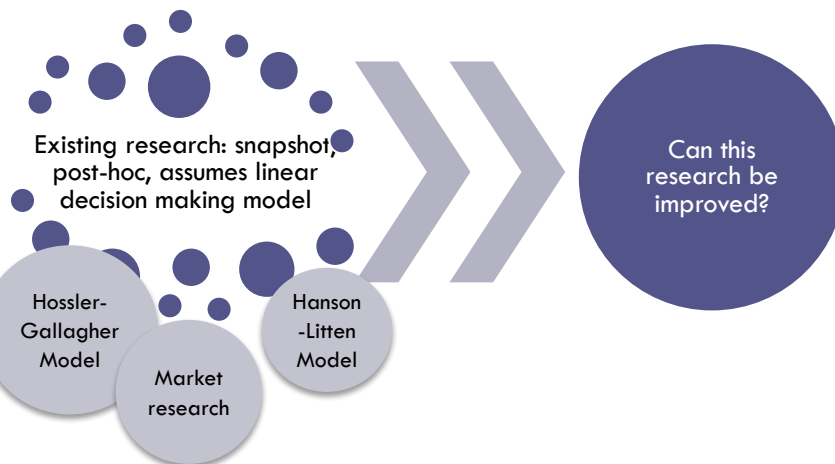 Existing research: snapshot,
post-hoc, assumes linear
decision making model
Can this
research be
improved?
Hossler-
Gallagher
Model
Market
research
Hanson
-Litten
Model